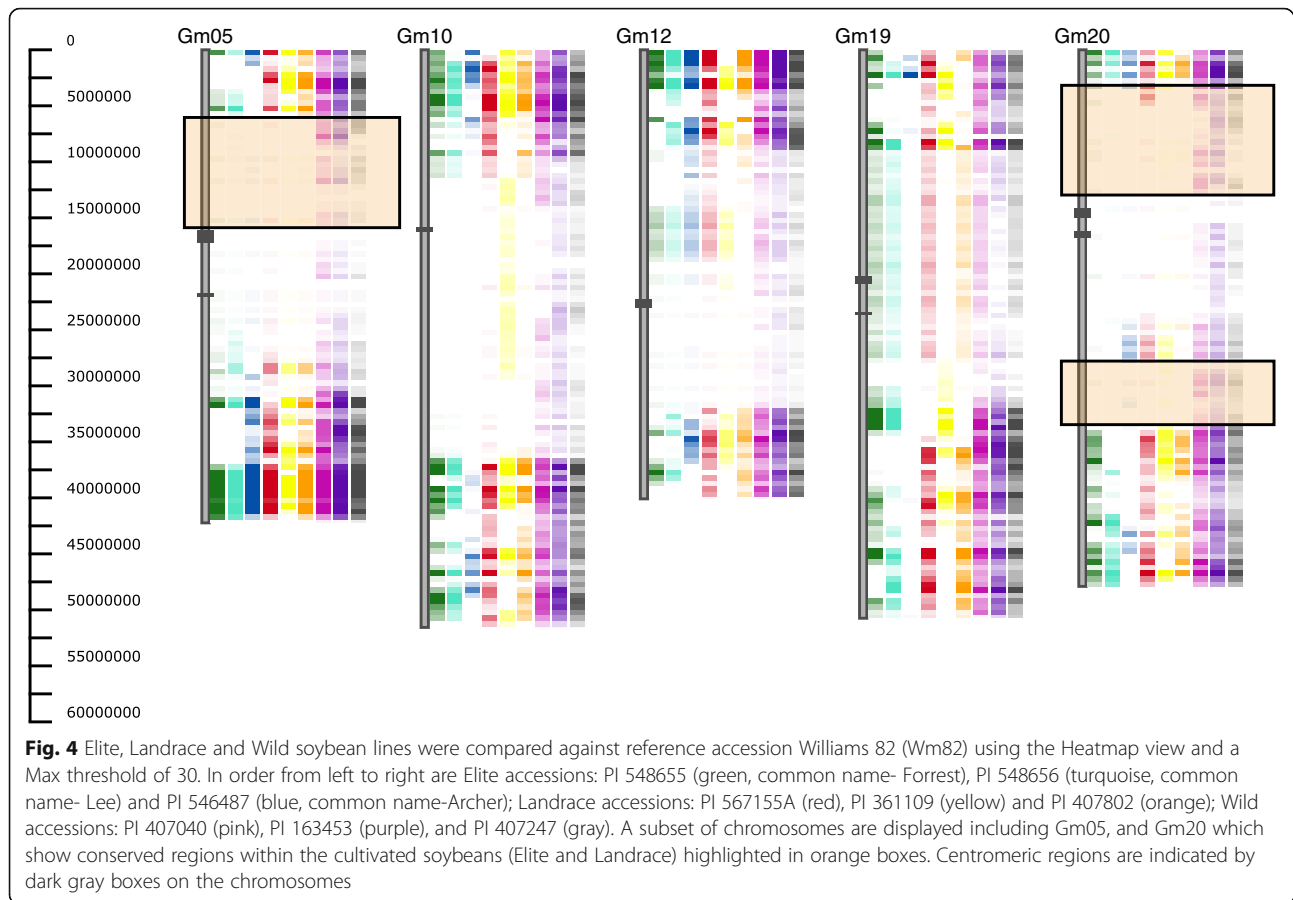 Gm05 Gm10 Gm12 Gm19 Gm20
0
5000000
10000000
15000000
20000000
25000000
30000000
35000000
40000000
45000000
50000000
55000000
60000000
Fig. 4 Elite, Landrace and Wild soybean lines were compared against reference accession Williams 82 (Wm82) using the Heatmap view and a
Max threshold of 30. In order from left to right are Elite accessions: PI 548655 (green, common name- Forrest), PI 548656 (turquoise, common
name- Lee) and PI 546487 (blue, common name-Archer); Landrace accessions: PI 567155A (red), PI 361109 (yellow) and PI 407802 (orange); Wild
accessions: PI 407040 (pink), PI 163453 (purple), and PI 407247 (gray). A subset of chromosomes are displayed including Gm05, and Gm20 which
show conserved regions within the cultivated soybeans (Elite and Landrace) highlighted in orange boxes. Centromeric regions are indicated by
dark gray boxes on the chromosomes